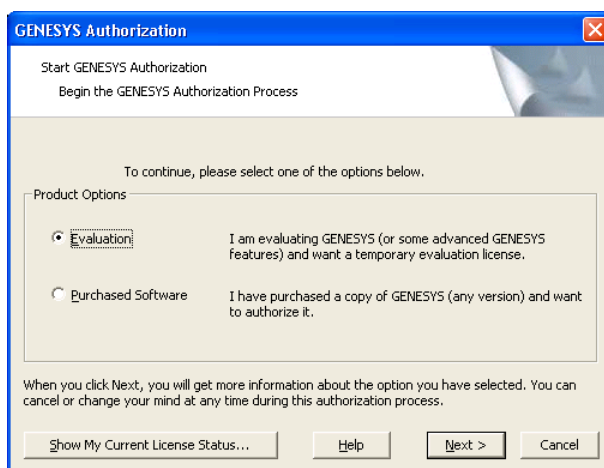 GENESYS Authorization
Start GENESYS Authorization
Begin the GENESYS Authorization Process
To continue, please select one of the options below.
Product Options
Evaluation
I am evaluating GENESYS (or some advanced GENESYS
features) and want a temporary evaluation license.
Purchased Software
I have purchased a copy of GENESYS (any version) and want
to authorize it.
When you click Next, you will get more information about the option you have selected. You can
cancel or change your mind at any time during this authorization process.
Show My Current License Status...
Help
Next >
Cancel